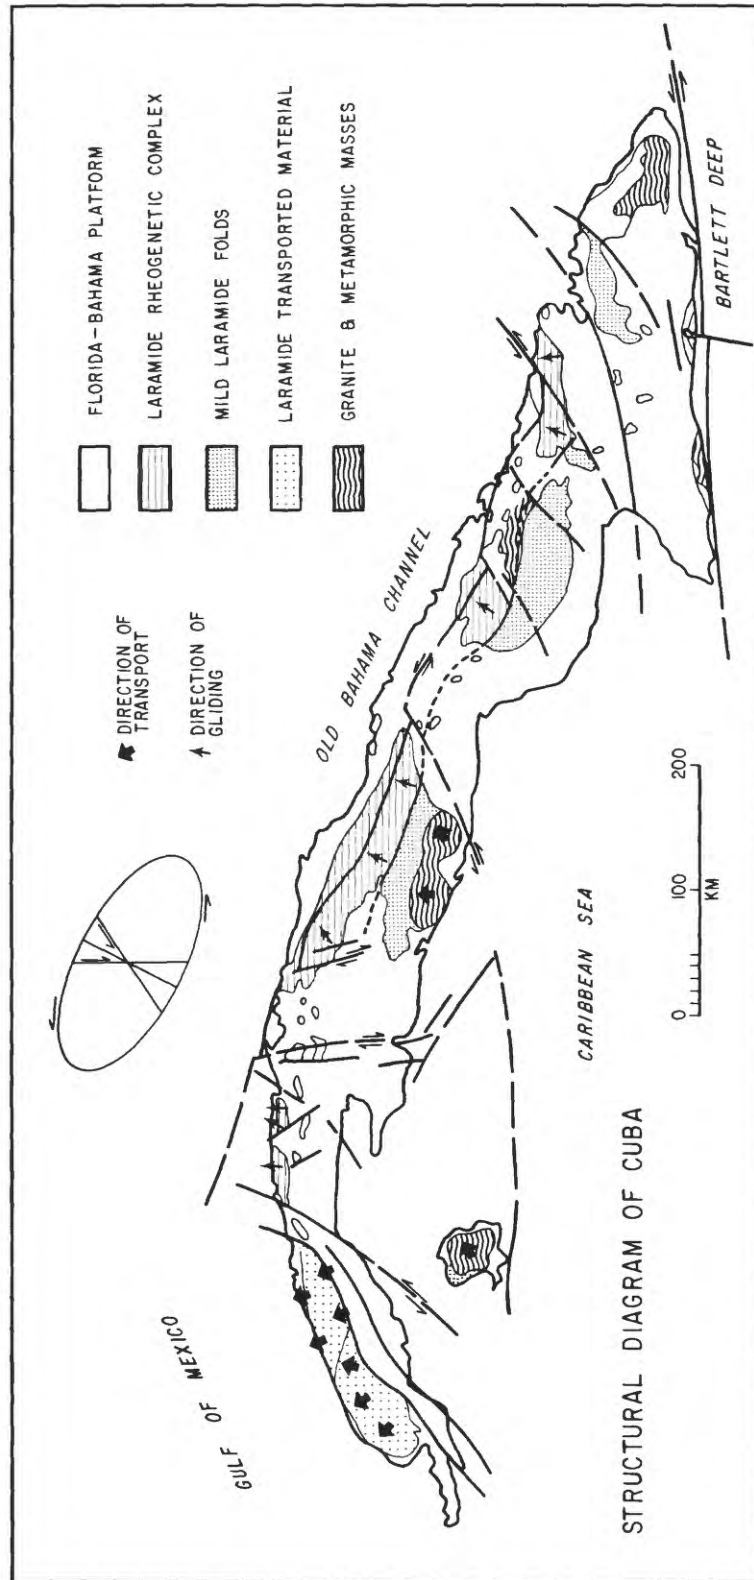 FLORIDA-BAHAMA PLATFORM
LARAMIDE RHEOGENETIC COMPLEX
MILD LARAMIDE FOLDS
LARAMIDE TRANSPORTED MATERIAL
GRANITE & METAMORPHIC MASSES
DIRECTION OF
TRANSPORT
DIRECTION OF
GLIDING
GULF OF MEXICO
OLD BAHAMA CHANNEL
BARTLETT DEEP
CARIBBEAN SEA
0 100 200
KM
STRUCTURAL DIAGRAM OF CUBA